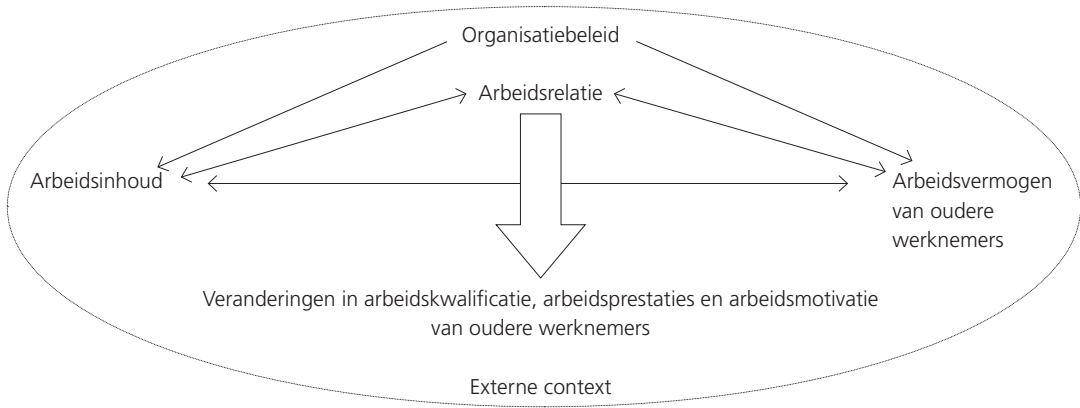 Organisatiebeleid
Arbeidsrelatie
Arbeidsinhoud
Arbeidsvermogen
van oudere
werknemers
Veranderingen in arbeidskwalificatie, arbeidsprestaties en arbeidsmotivatie
van oudere werknemers
Externe context